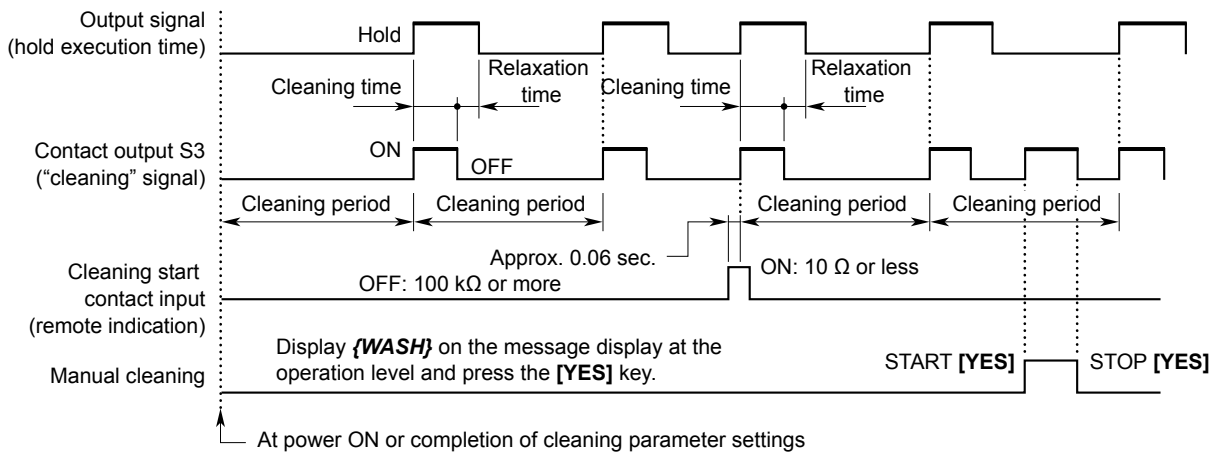 Output signal
(hold execution time)
Hold
Cleaning time
Relaxation
time
Cleaning time
Relaxation
time
Contact output S3
(“cleaning” signal)
ON
OFF
Cleaning period
Cleaning period
Cleaning period
Cleaning period
Approx. 0.06 sec.
Cleaning start
contact input
(remote indication)
OFF: 100 kΩ or more
ON: 10 Ω or less
Manual cleaning
Display {WASH} on the message display at the
operation level and press the [YES] key.
START [YES]
STOP [YES]
At power ON or completion of cleaning parameter settings